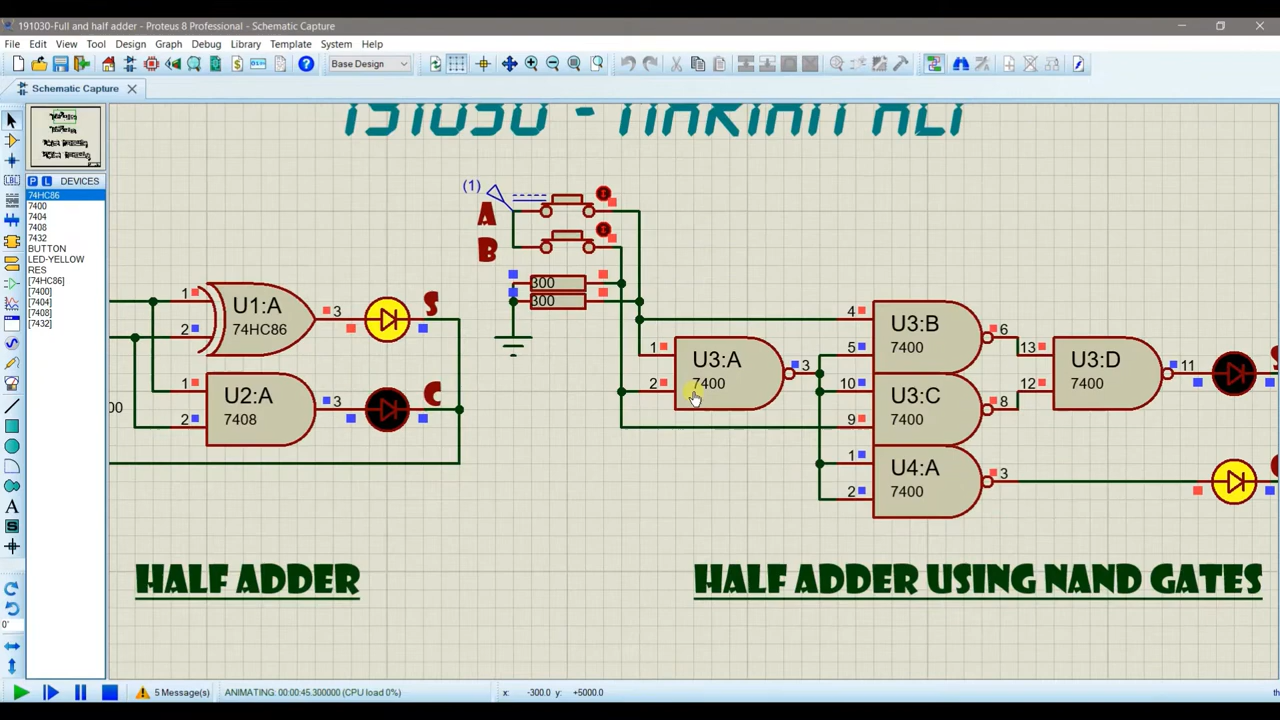 191030-Full and half adder - Proteus 8 Professional - Schematic Capture
File Edit View Tool Design Graph Debug Library Template System Help
Base Design
Schematic Capture
P L DEVICES
74HC86
7400
7404
7408
7432
BUTTON
LED-YELLOW
RES
[74HC86]
[7400]
[7404]
[7408]
[7432]
191030 - MARIAH ALI
(1)
A
B
300
300
1 2 U1:A 74HC86 3 S
1 2 U2:A 7408 3 C
00
1 2 U3:A 7400 3
4 5 U3:B 7400 6
10 9 U3:C 7400 8
1 2 U4:A 7400 3
13 12 U3:D 7400 11
HALF ADDER
HALF ADDER USING NAND GATES
5 Message(s) ANIMATING: 00:00:45.300000 (CPU load 0%) x: -300.0 y: +5000.0 th